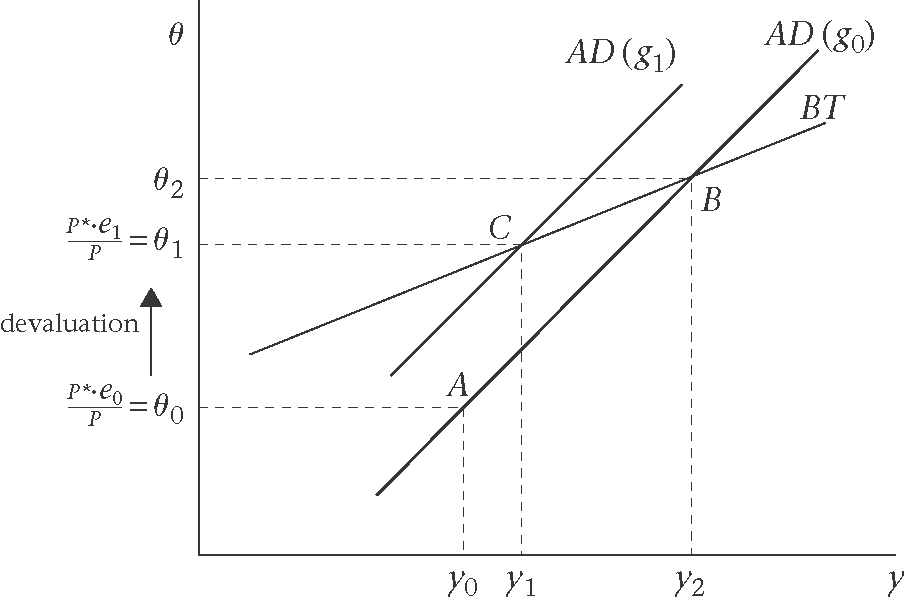 θ
AD (g₁)
AD (g₀)
BT
θ₂
B
P*·e₁/P = θ₁
C
devaluation
A
P*·e₀/P = θ₀
y₀ y₁ y₂ y